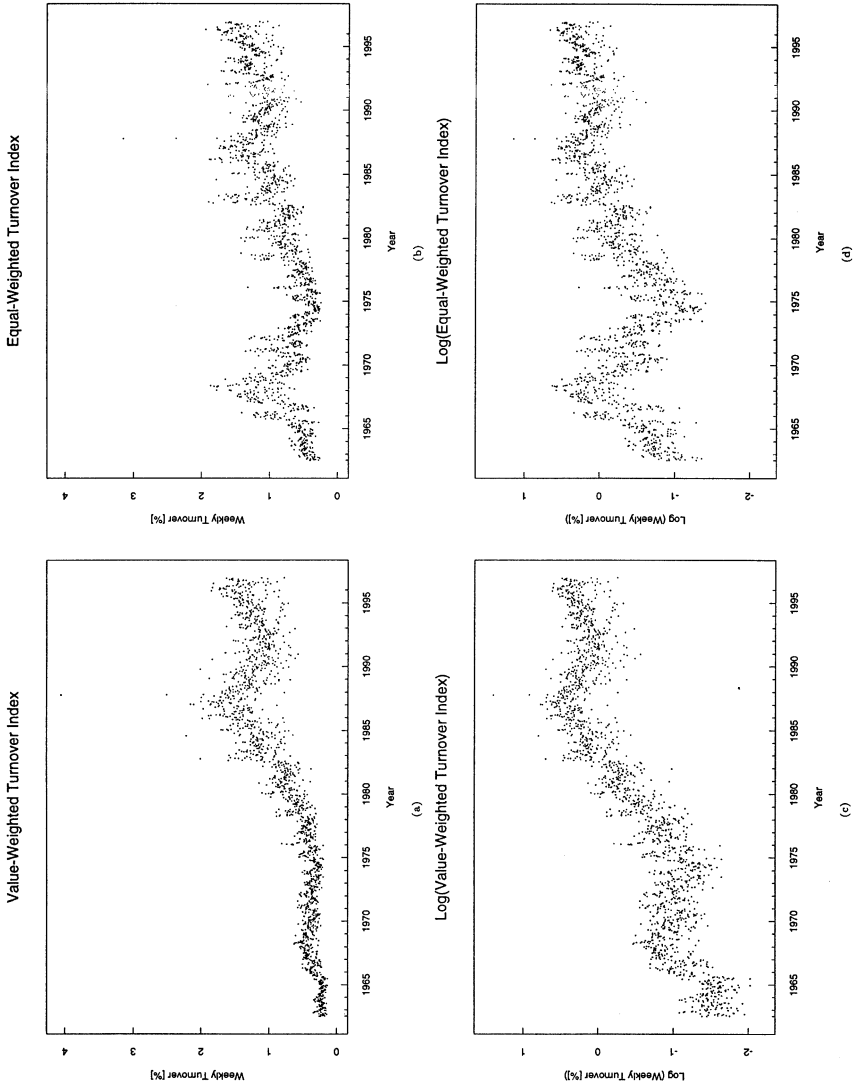 Value-Weighted Turnover Index
Weekly Turnover [%]
0 1 2 3 4
1965 1970 1975 1980 1985 1990 1995
Year
(a)
Equal-Weighted Turnover Index
Weekly Turnover [%]
0 1 2 3 4
1965 1970 1975 1980 1985 1990 1995
Year
(b)
Log(Value-Weighted Turnover Index)
Log (Weekly Turnover [%])
-2 -1 0 1
1965 1970 1975 1980 1985 1990 1995
Year
(c)
Log(Equal-Weighted Turnover Index)
Log (Weekly Turnover [%])
-2 -1 0 1
1965 1970 1975 1980 1985 1990 1995
Year
(d)